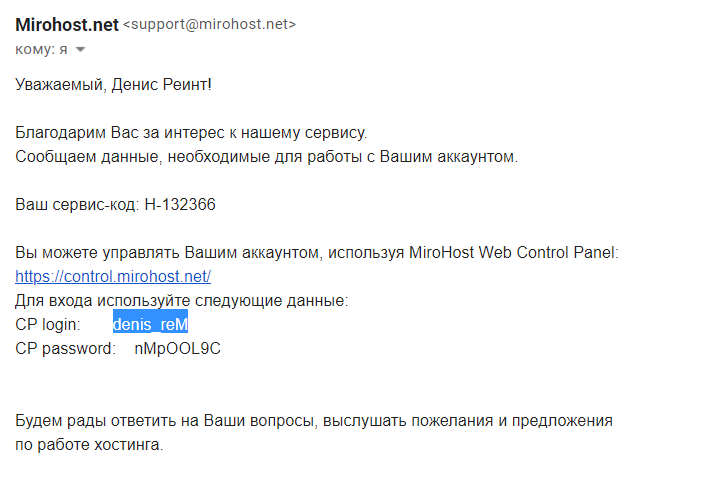 Mirohost.net <support@mirohost.net>
кому: я
Уважаемый, Денис Реинт!
Благодарим Вас за интерес к нашему сервису.
Сообщаем данные, необходимые для работы с Вашим аккаунтом.
Ваш сервис-код: H-132366
Вы можете управлять Вашим аккаунтом, используя MiroHost Web Control Panel:
https://control.mirohost.net/
Для входа используйте следующие данные:
CP login: denis_reM
CP password: nMpOOL9C
Будем рады ответить на Ваши вопросы, выслушать пожелания и предложения
по работе хостинга.